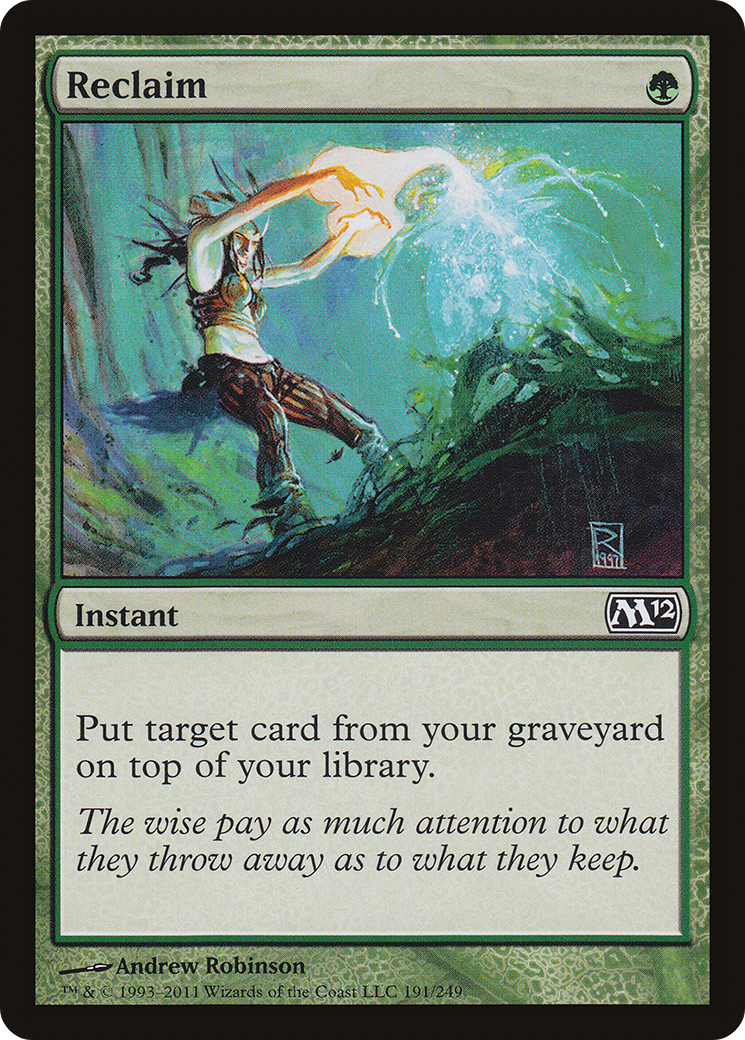 Reclaim
1997
Instant
M12
Put target card from your graveyard
on top of your library.
The wise pay as much attention to what
they throw away as to what they keep.
Andrew Robinson
™ & © 1993–2011 Wizards of the Coast LLC 191/249